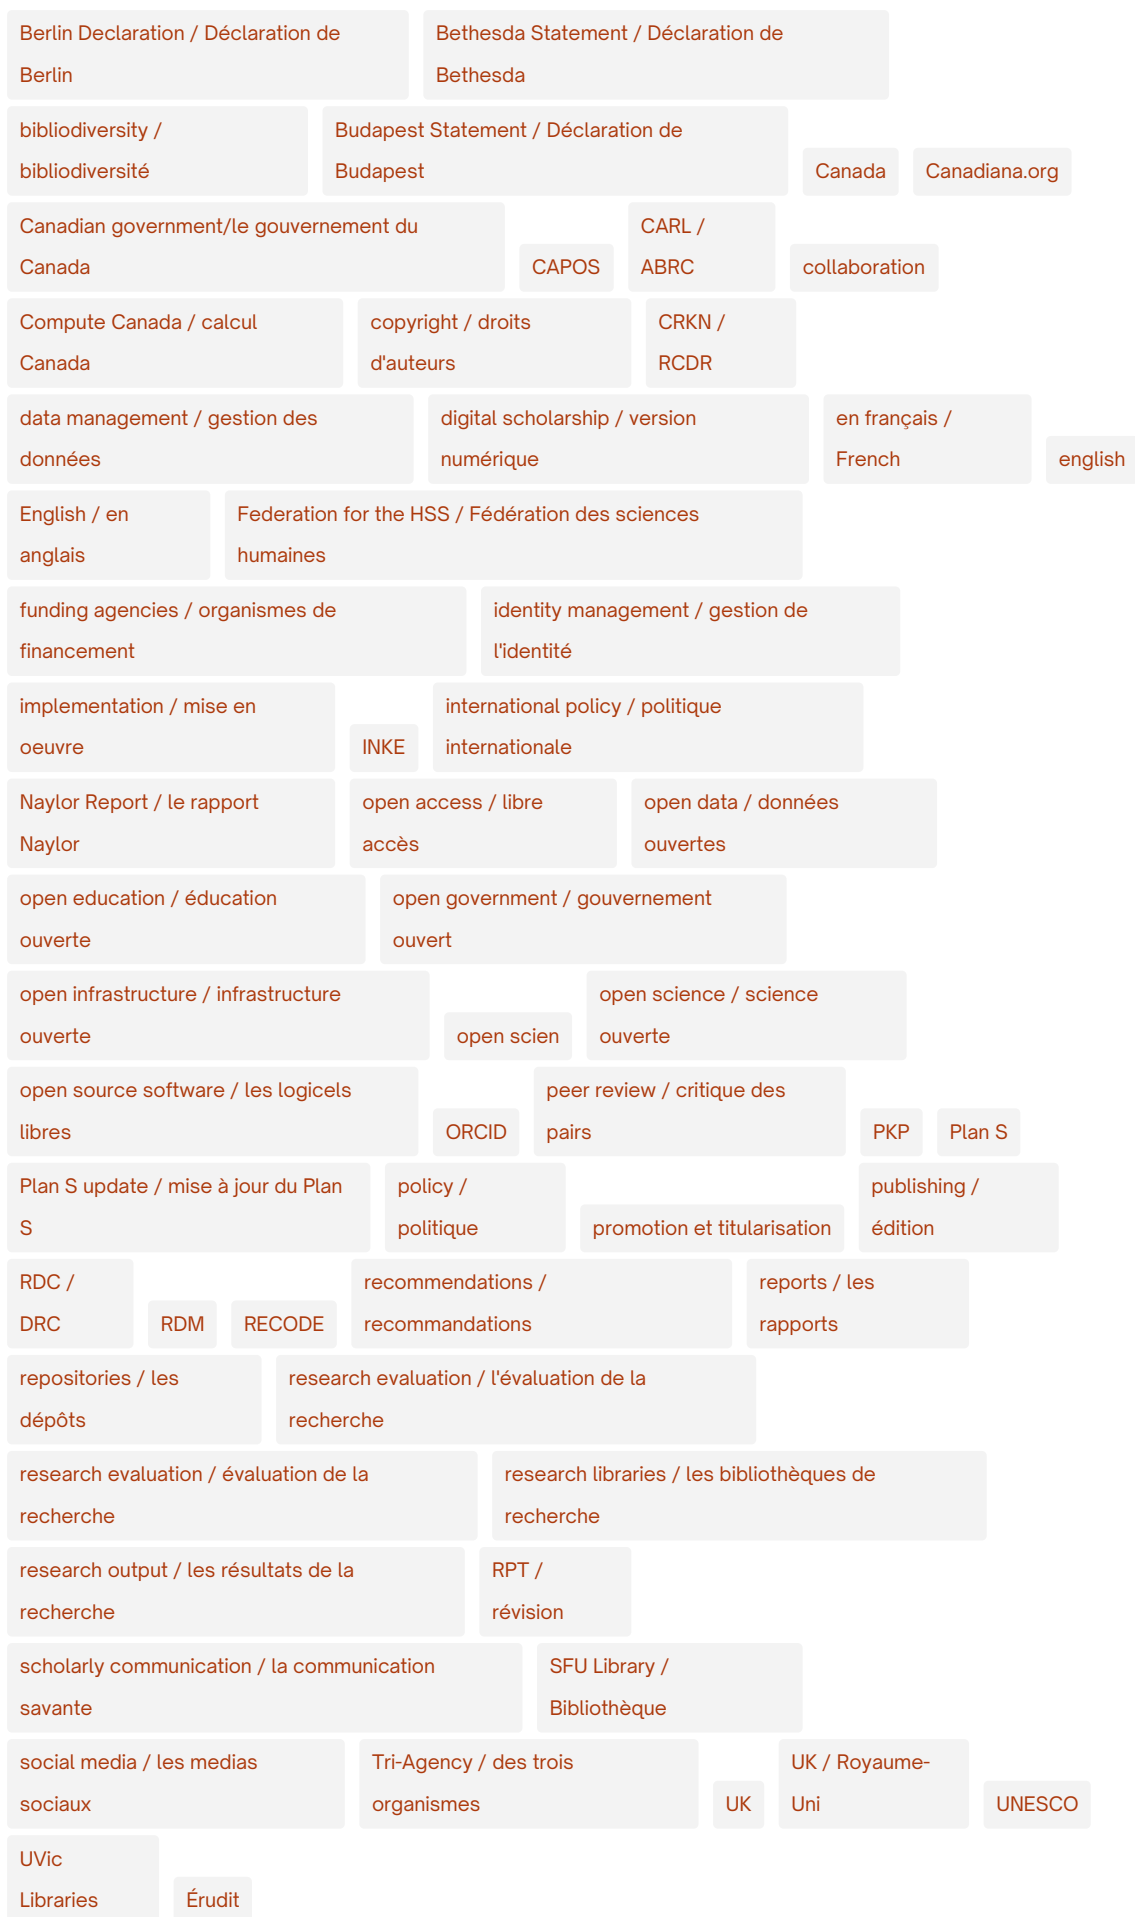 Berlin Declaration / Déclaration de
Berlin
Bethesda Statement / Déclaration de
Bethesda
bibliodiversity /
bibliodiversité
Budapest Statement / Déclaration de
Budapest
Canada
Canadiana.org
Canadian government/le gouvernement du
Canada
CAPOS
CARL /
ABRC
collaboration
Compute Canada / calcul
Canada
copyright / droits
d'auteurs
CRKN /
RCDR
data management / gestion des
données
digital scholarship / version
numérique
en français /
French
english
English / en
anglais
Federation for the HSS / Fédération des sciences
humaines
funding agencies / organismes de
financement
identity management / gestion de
l'identité
implementation / mise en
oeuvre
INKE
international policy / politique
internationale
Naylor Report / le rapport
Naylor
open access / libre
accès
open data / données
ouvertes
open education / éducation
ouverte
open government / gouvernement
ouvert
open infrastructure / infrastructure
ouverte
open scien
open science / science
ouverte
open source software / les logicels
libres
ORCID
peer review / critique des
pairs
PKP
Plan S
Plan S update / mise à jour du Plan
S
policy /
politique
promotion et titularisation
publishing /
édition
RDC /
DRC
RDM
RECODE
recommendations /
recommandations
reports / les
rapports
repositories / les
dépôts
research evaluation / l'évaluation de la
recherche
research evaluation / évaluation de la
recherche
research libraries / les bibliothèques de
recherche
research output / les résultats de la
recherche
RPT /
révision
scholarly communication / la communication
savante
SFU Library /
Bibliothèque
social media / les medias
sociaux
Tri-Agency / des trois
organismes
UK
UK / Royaume-
Uni
UNESCO
UVic
Libraries
Érudit